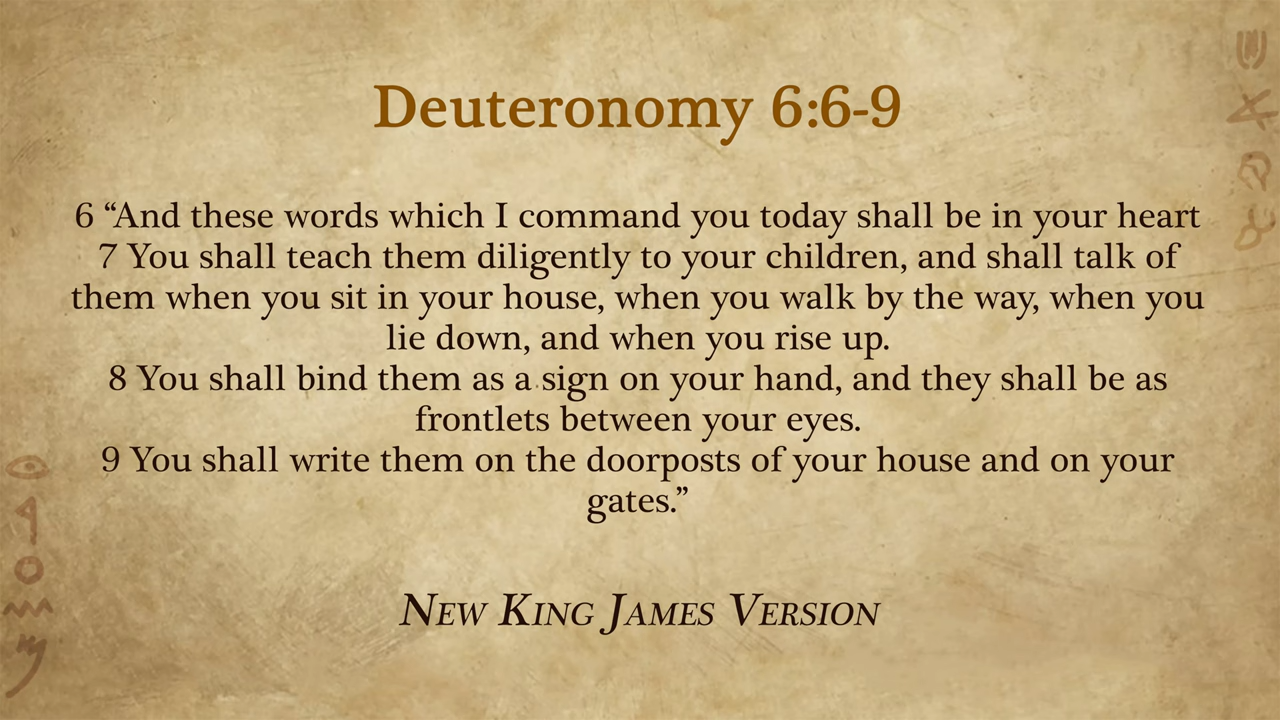 Deuteronomy 6:6-9
6 “And these words which I command you today shall be in your heart
7 You shall teach them diligently to your children, and shall talk of
them when you sit in your house, when you walk by the way, when you
lie down, and when you rise up.
8 You shall bind them as a sign on your hand, and they shall be as
frontlets between your eyes.
9 You shall write them on the doorposts of your house and on your
gates.”
New King James Version